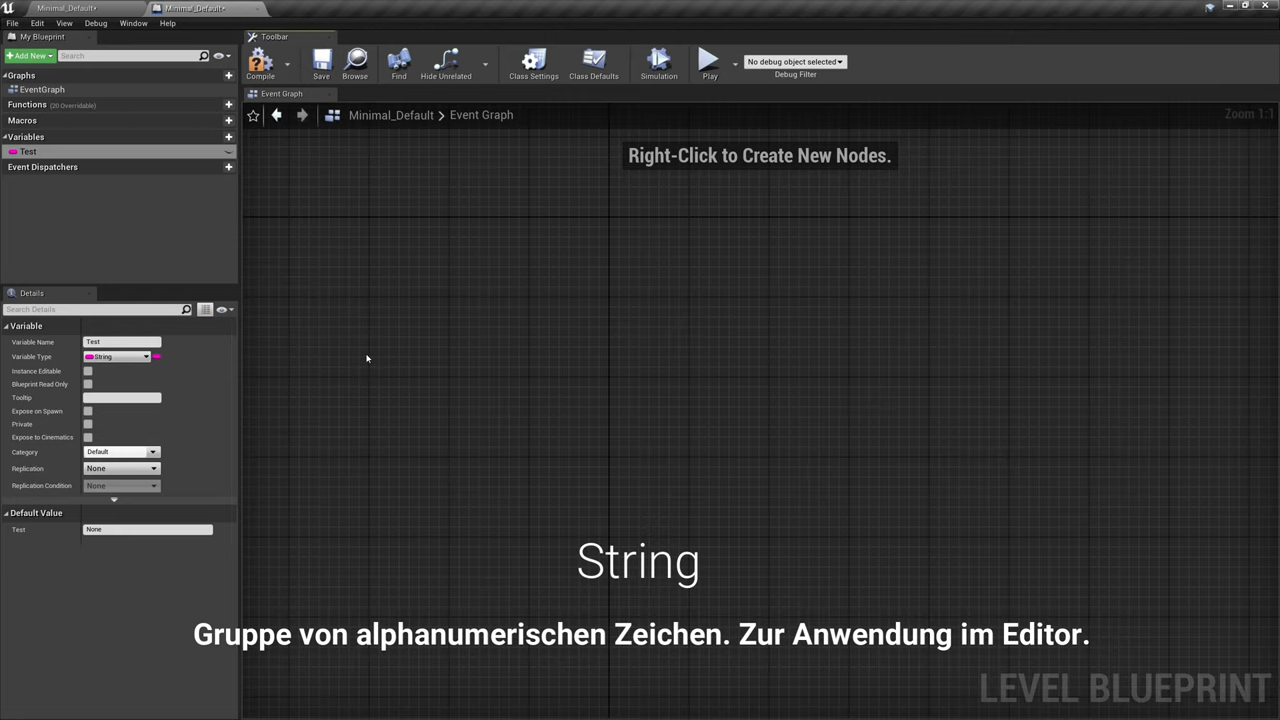 Minimal_Default*
Minimal_Default*
File Edit View Debug Window Help
My Blueprint
Toolbar
Add New
Search
Compile Save Browse Find Hide Unrelated Class Settings Class Defaults Simulation Play
No debug object selected
Debug Filter
Graphs
EventGraph
Functions (20 Overridable)
Macros
Variables
Test
Event Dispatchers
Event Graph
Minimal_Default > Event Graph
Zoom 1:1
Right-Click to Create New Nodes.
Details
Search Details
Variable
Variable Name Test
Variable Type String
Instance Editable
Blueprint Read Only
Tooltip
Expose on Spawn
Private
Expose to Cinematics
Category Default
Replication None
Replication Condition None
Default Value
Test None
String
Gruppe von alphanumerischen Zeichen. Zur Anwendung im Editor.
LEVEL BLUEPRINT